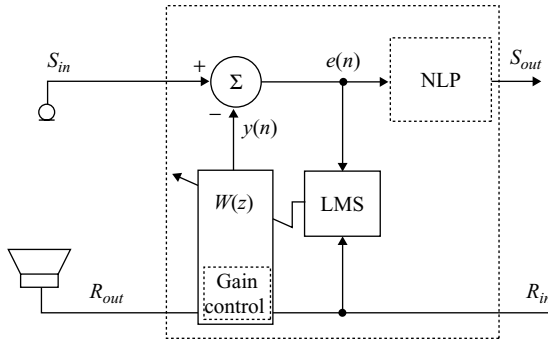 S_in
+
Σ
e(n)
NLP
S_out
−
y(n)
W(z)
LMS
Gain
control
R_out
R_in